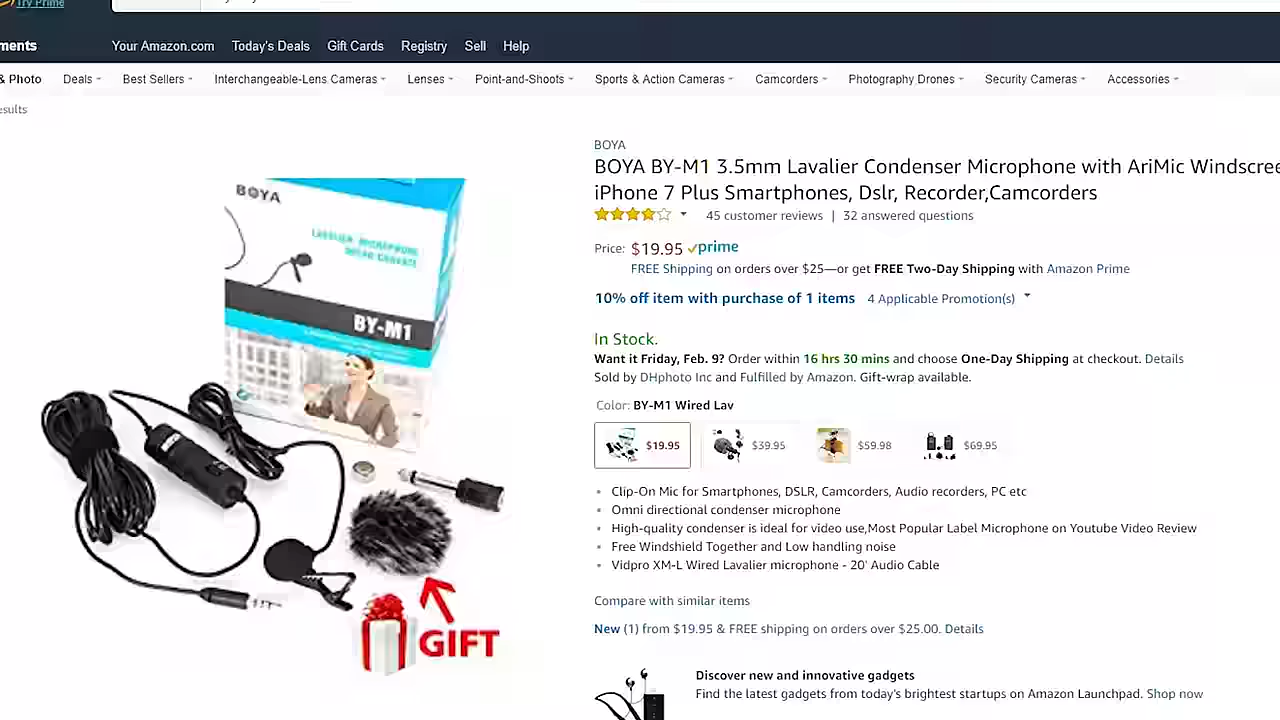 Try Prime
ments
Your Amazon.com Today's Deals Gift Cards Registry Sell Help
& Photo Deals Best Sellers Interchangeable-Lens Cameras Lenses Point-and-Shoots Sports & Action Cameras Camcorders Photography Drones Security Cameras Accessories
esults
BOYA
BOYA BY-M1 3.5mm Lavalier Condenser Microphone with AriMic Windscree
iPhone 7 Plus Smartphones, Dslr, Recorder,Camcorders
45 customer reviews | 32 answered questions
Price: $19.95 prime
FREE Shipping on orders over $25—or get FREE Two-Day Shipping with Amazon Prime
10% off item with purchase of 1 items 4 Applicable Promotion(s)
In Stock.
Want it Friday, Feb. 9? Order within 16 hrs 30 mins and choose One-Day Shipping at checkout. Details
Sold by DHphoto Inc and Fulfilled by Amazon. Gift-wrap available.
Color: BY-M1 Wired Lav
$19.95 $39.95 $59.98 $69.95
Clip-On Mic for Smartphones, DSLR, Camcorders, Audio recorders, PC etc
Omni directional condenser microphone
High-quality condenser is ideal for video use,Most Popular Label Microphone on Youtube Video Review
Free Windshield Together and Low handling noise
Vidpro XM-L Wired Lavalier microphone - 20' Audio Cable
Compare with similar items
New (1) from $19.95 & FREE shipping on orders over $25.00. Details
Discover new and innovative gadgets
Find the latest gadgets from today's brightest startups on Amazon Launchpad. Shop now
BOYA
LAVALIER MICROPHONE
BY-M1
GIFT